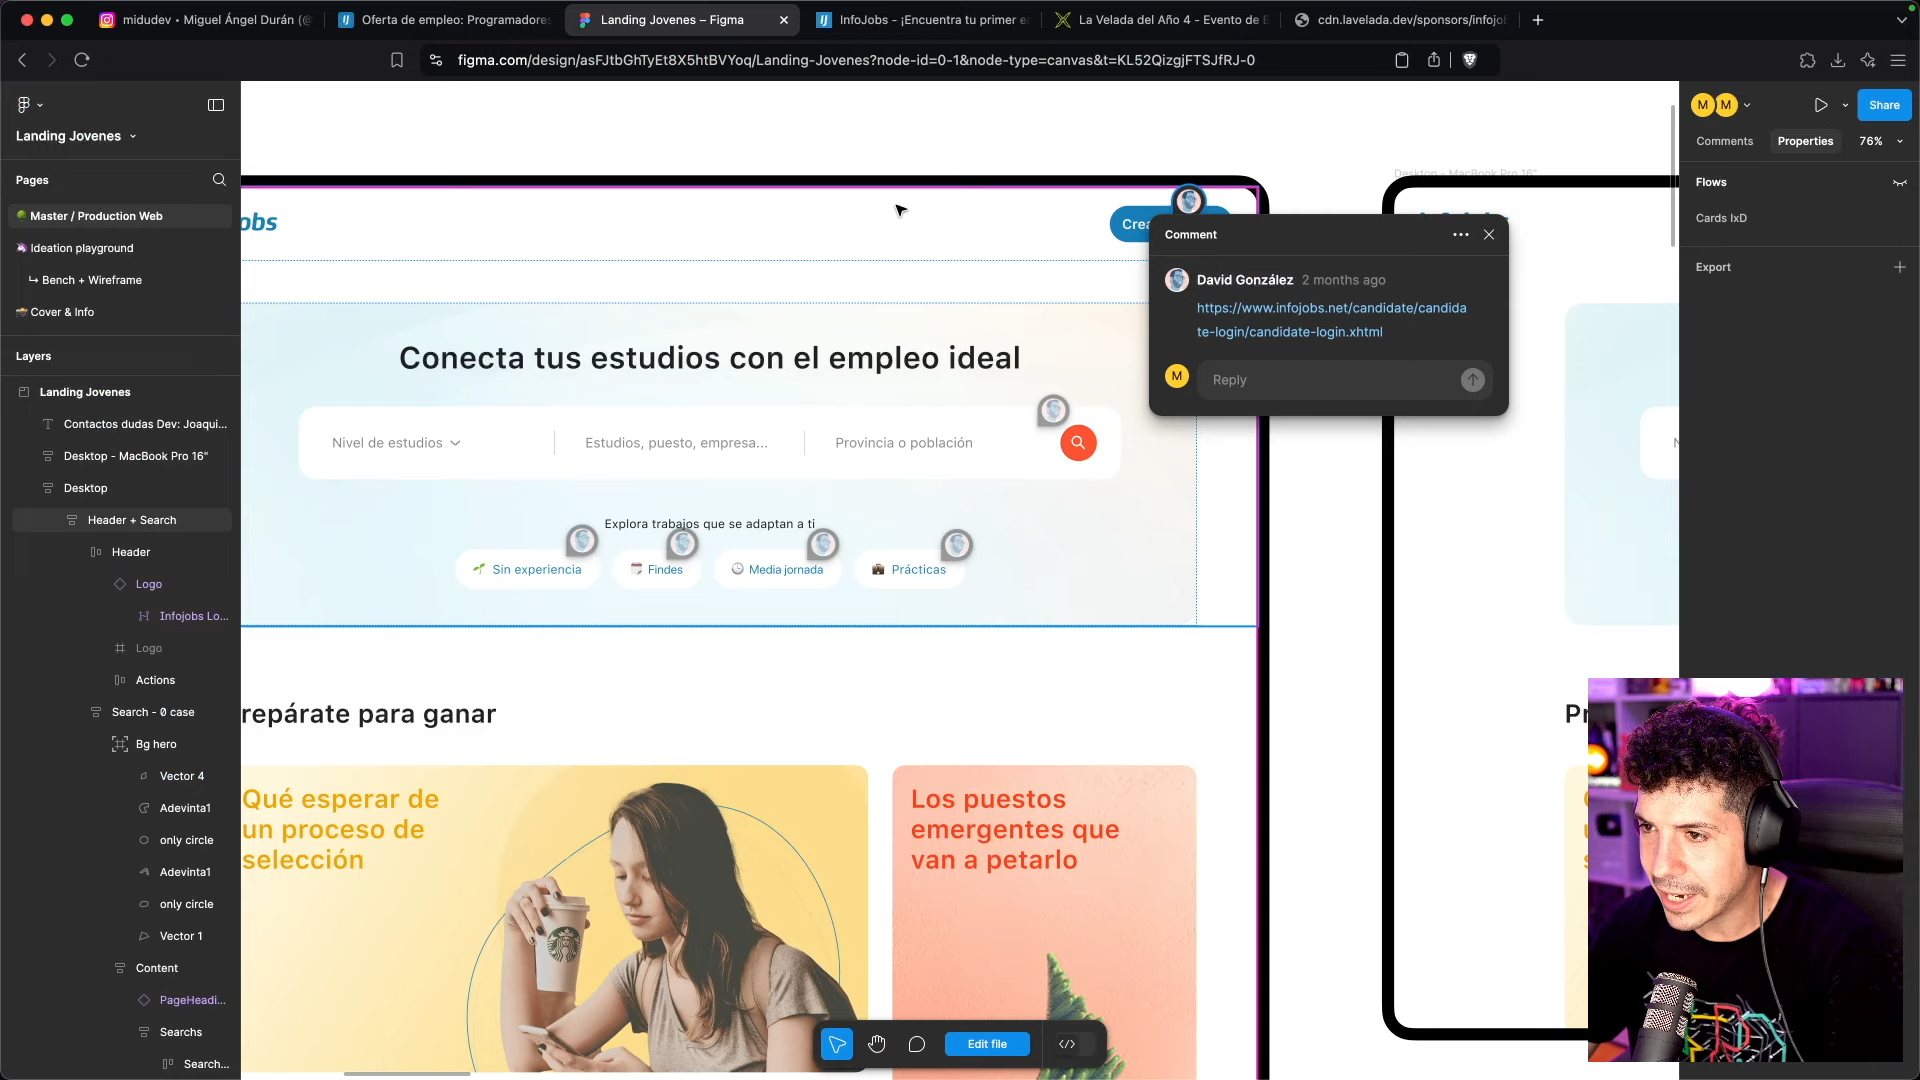 midudev • Miguel Ángel Durán (@
Oferta de empleo: Programadores
Landing Jovenes – Figma
InfoJobs - ¡Encuentra tu primer e
La Velada del Año 4 - Evento de B
cdn.lavelada.dev/sponsors/infojo
figma.com/design/asFJtbGhTyEt8X5htBVYoq/Landing-Jovenes?node-id=0-1&node-type=canvas&t=KL52QizgjFTSJfRJ-0
Landing Jovenes
Pages
Master / Production Web
Ideation playground
↳ Bench + Wireframe
Cover & Info
Layers
Landing Jovenes
Contactos dudas Dev: Joaqui...
Desktop - MacBook Pro 16"
Desktop
Header + Search
Header
Logo
Infojobs Lo...
Logo
Actions
Search - 0 case
Bg hero
Vector 4
Adevinta1
only circle
Adevinta1
only circle
Vector 1
Content
PageHeadi...
Searchs
Search...
obs
Crea
Conecta tus estudios con el empleo ideal
Nivel de estudios
Estudios, puesto, empresa...
Provincia o población
Explora trabajos que se adaptan a ti
Sin experiencia
Findes
Media jornada
Prácticas
repárate para ganar
Qué esperar de
un proceso de
selección
Los puestos
emergentes que
van a petarlo
Edit file
Comment
David González 2 months ago
https://www.infojobs.net/candidate/candida
te-login/candidate-login.xhtml
M
Reply
Desktop - MacBook Pro 16"
N
Pr
M
M
Share
Comments
Properties
76%
Flows
Cards IxD
Export